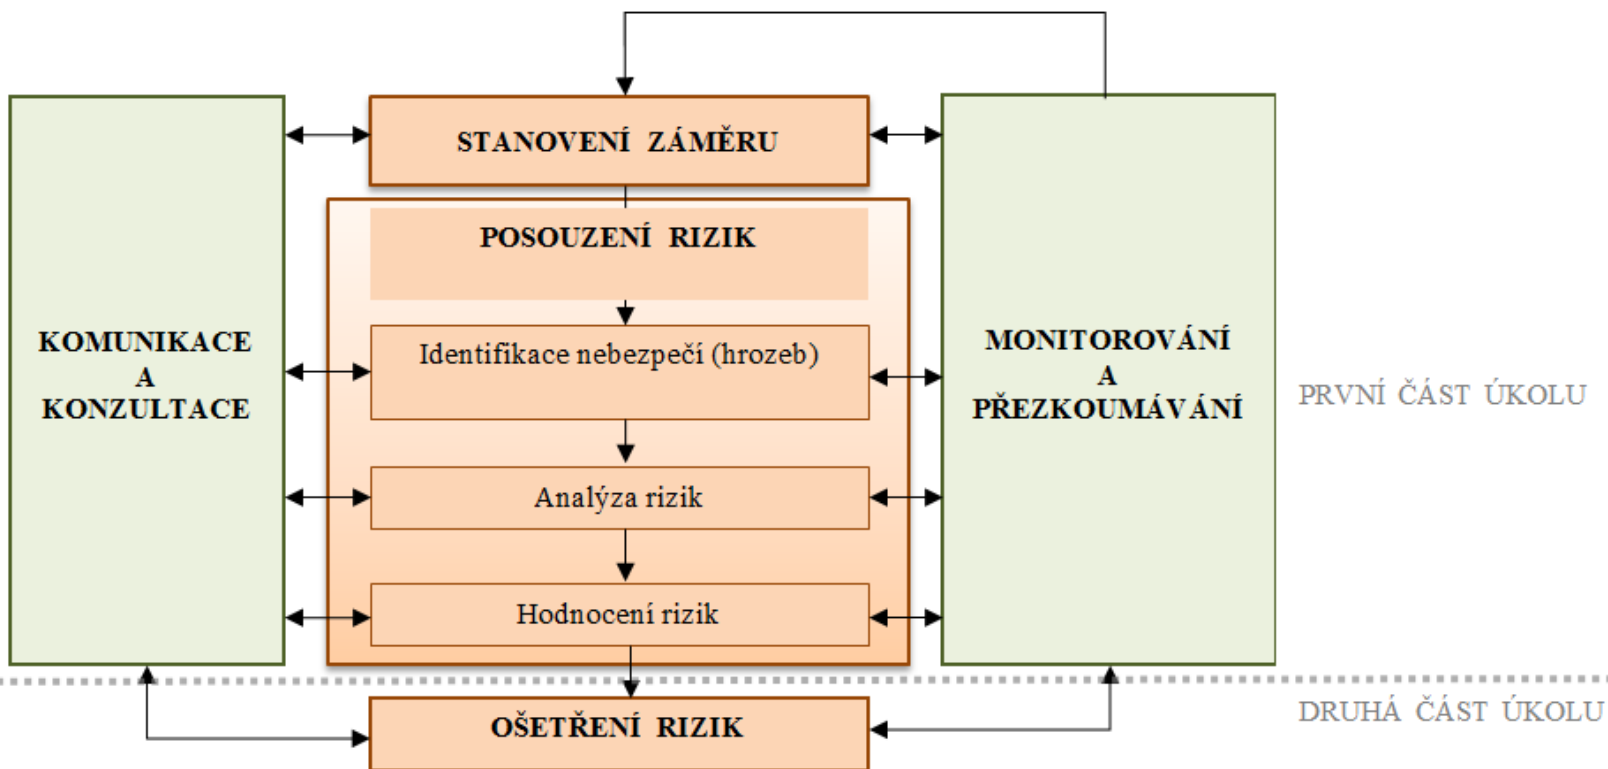 STANOVENÍ ZÁMĚRU
POSOUZENÍ RIZIK
KOMUNIKACE
A
KONZULTACE
Identifikace nebezpečí (hrozeb)
Analýza rizik
Hodnocení rizik
MONITOROVÁNÍ
A
PŘEZKOUMÁVÁNÍ
PRVNÍ ČÁST ÚKOLU
OŠETŘENÍ RIZIK
DRUHÁ ČÁST ÚKOLU